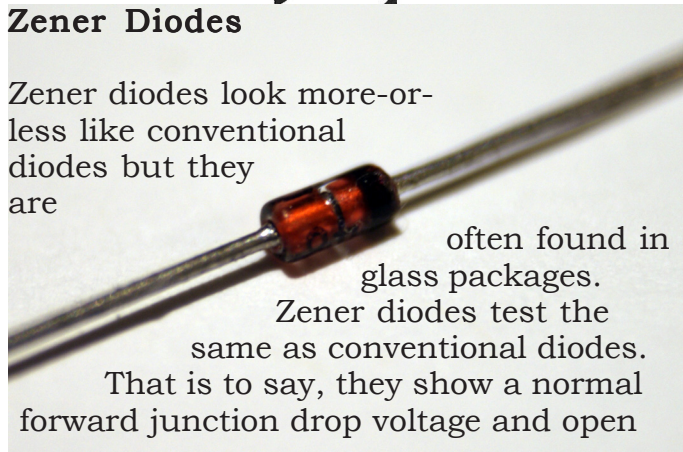 Zener Diodes
Zener diodes look more-or-
less like conventional
diodes but they
are
often found in
glass packages.
Zener diodes test the
same as conventional diodes.
That is to say, they show a normal
forward junction drop voltage and open